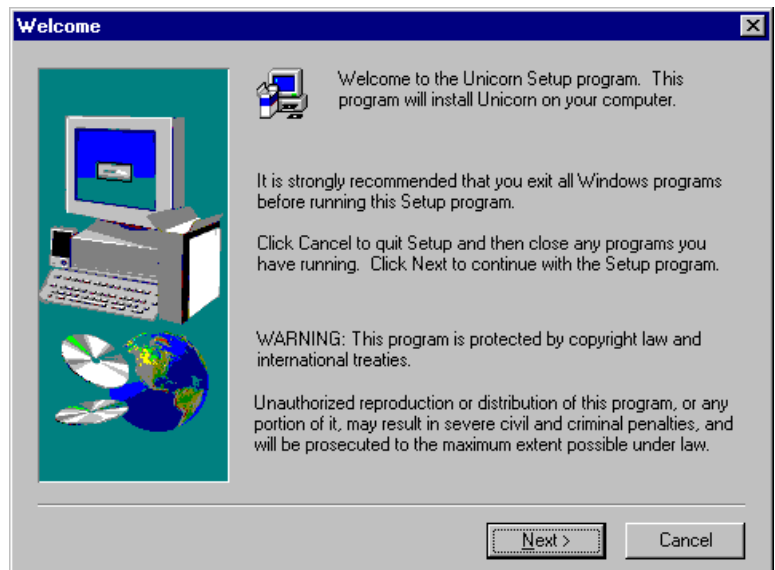 Welcome
Welcome to the Unicorn Setup program.  This
program will install Unicorn on your computer.
It is strongly recommended that you exit all Windows programs
before running this Setup program.
Click Cancel to quit Setup and then close any programs you
have running.  Click Next to continue with the Setup program.
WARNING: This program is protected by copyright law and
international treaties.
Unauthorized reproduction or distribution of this program, or any
portion of it, may result in severe civil and criminal penalties, and
will be prosecuted to the maximum extent possible under law.
Next >
Cancel